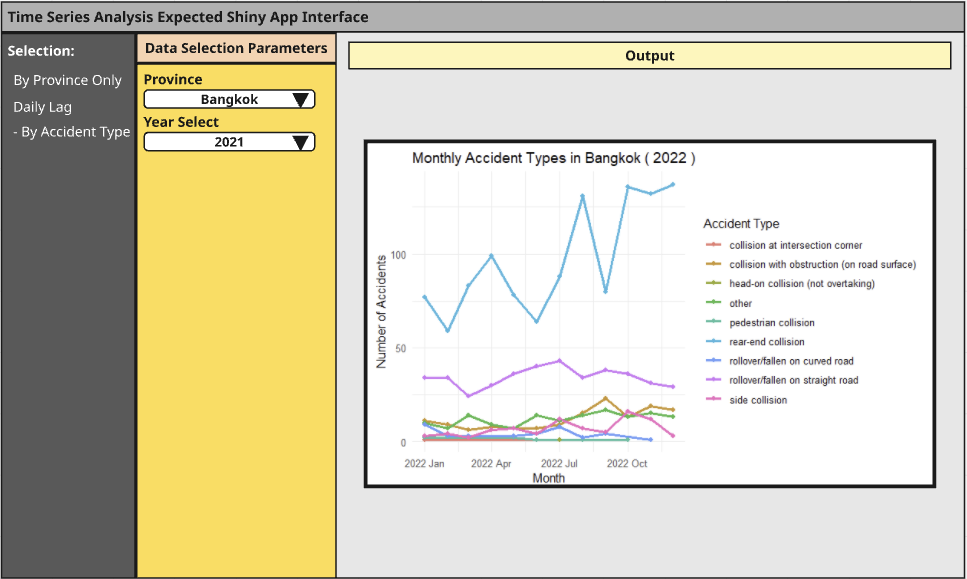 Time Series Analysis Expected Shiny App Interface
Selection:
By Province Only
Daily Lag
- By Accident Type
Data Selection Parameters
Province
Bangkok
Year Select
2021
Output
Monthly Accident Types in Bangkok ( 2022 )
Number of Accidents
100
50
0
2022 Jan
2022 Apr
2022 Jul
2022 Oct
Month
Accident Type
collision at intersection corner
collision with obstruction (on road surface)
head-on collision (not overtaking)
other
pedestrian collision
rear-end collision
rollover/fallen on curved road
rollover/fallen on straight road
side collision